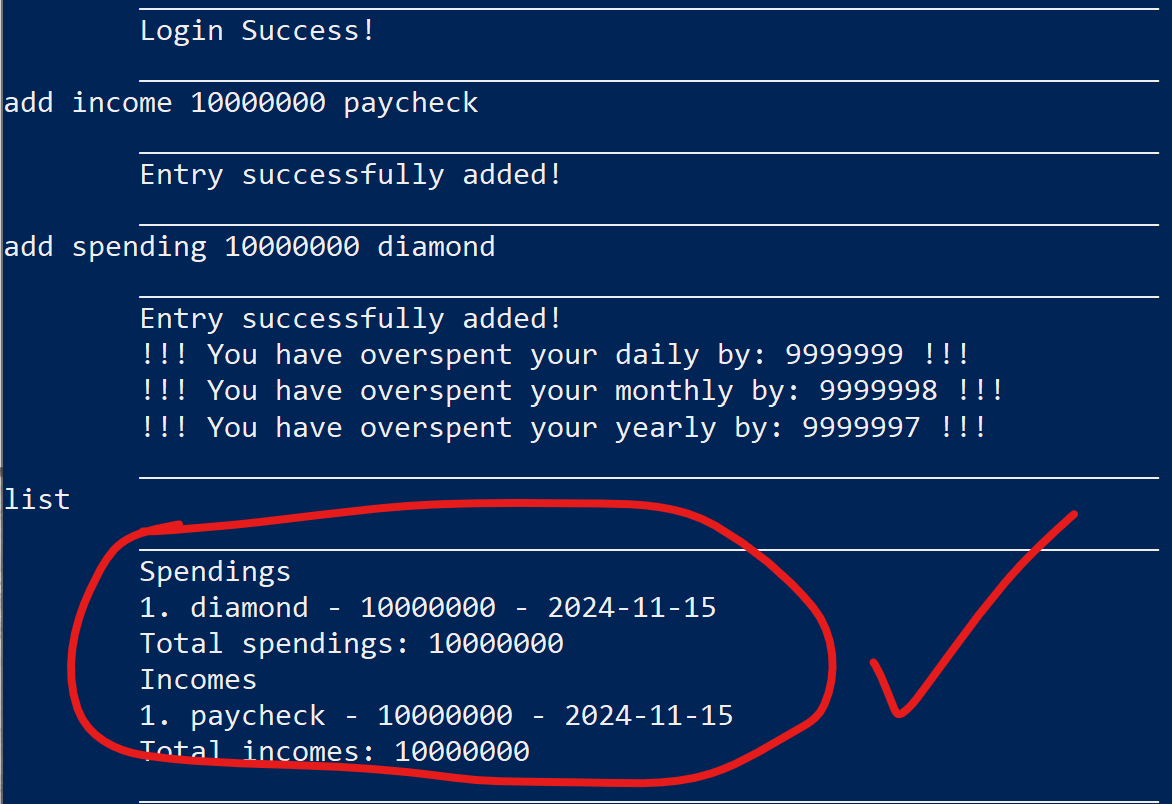 Login Success!
add income 10000000 paycheck
Entry successfully added!
add spending 10000000 diamond
Entry successfully added!
!!! You have overspent your daily by: 9999999 !!!
!!! You have overspent your monthly by: 9999998 !!!
!!! You have overspent your yearly by: 9999997 !!!
list
Spendings
1. diamond - 10000000 - 2024-11-15
Total spendings: 10000000
Incomes
1. paycheck - 10000000 - 2024-11-15
Total incomes: 10000000